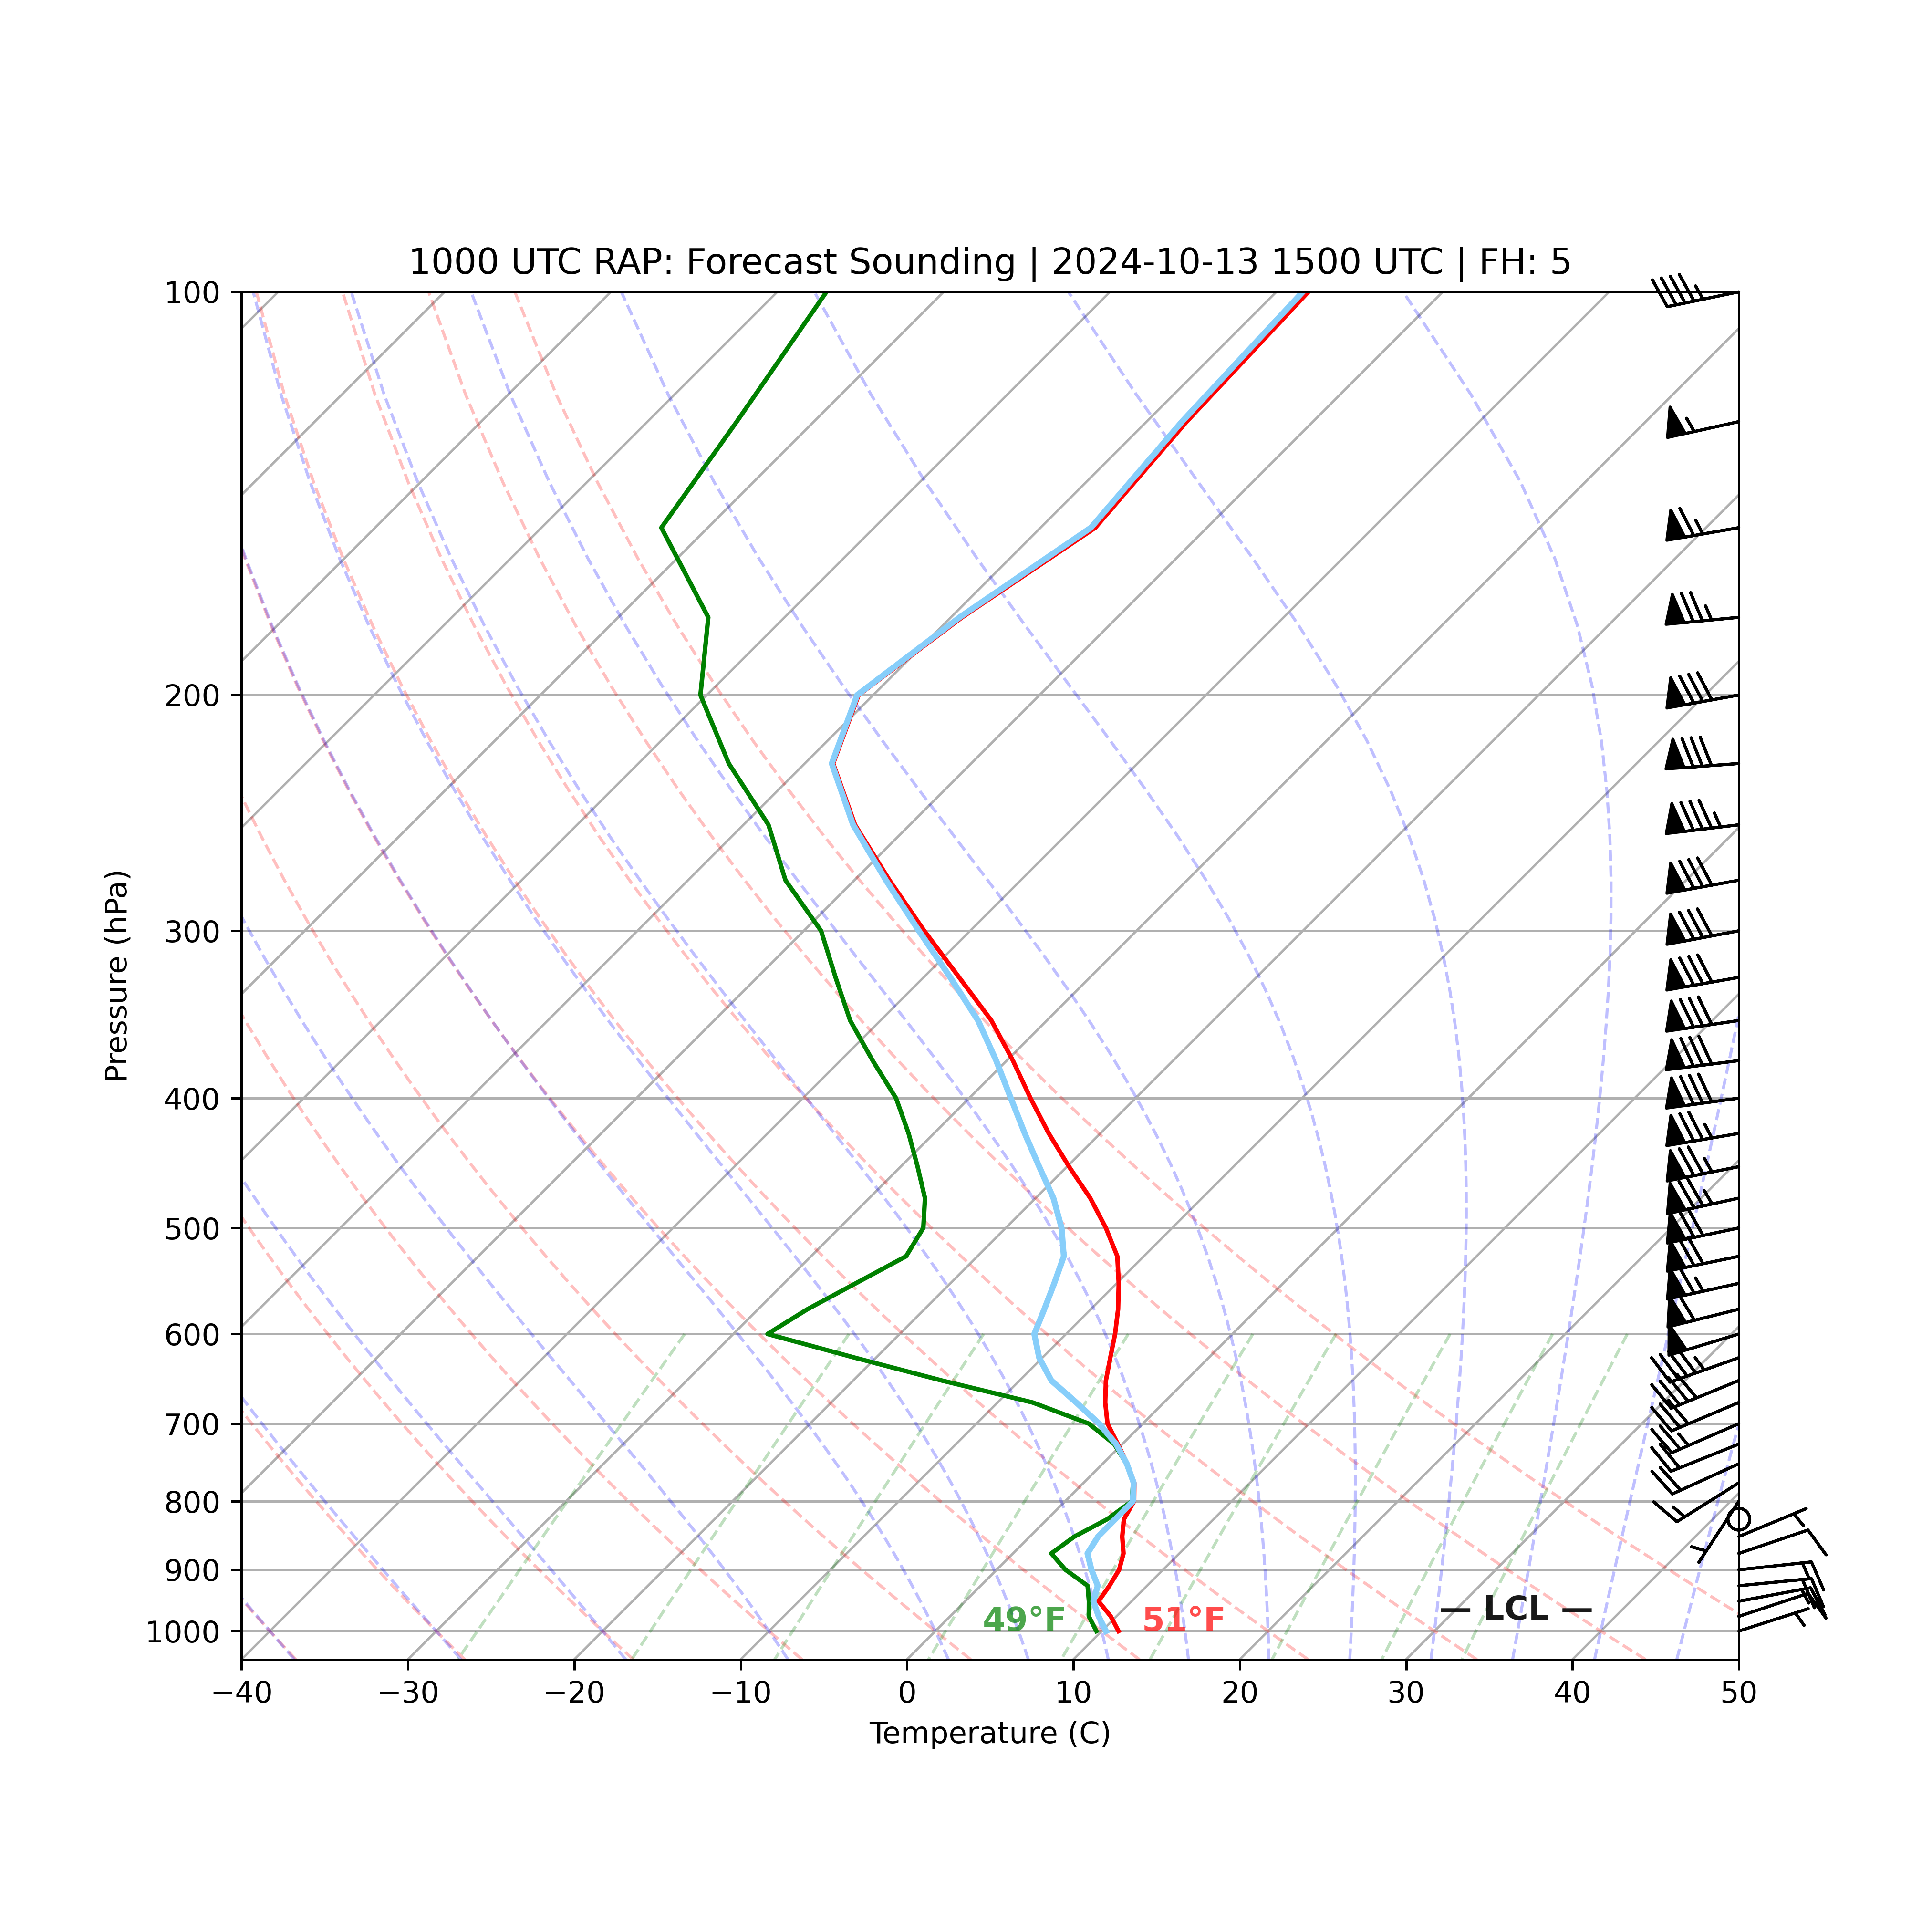 1000 UTC RAP: Forecast Sounding | 2024-10-13 1500 UTC | FH: 5
100
200
300
400
500
600
700
800
900
1000
Pressure (hPa)
49°F
51°F
— LCL —
−40 −30 −20 −10 0 10 20 30 40 50
Temperature (C)